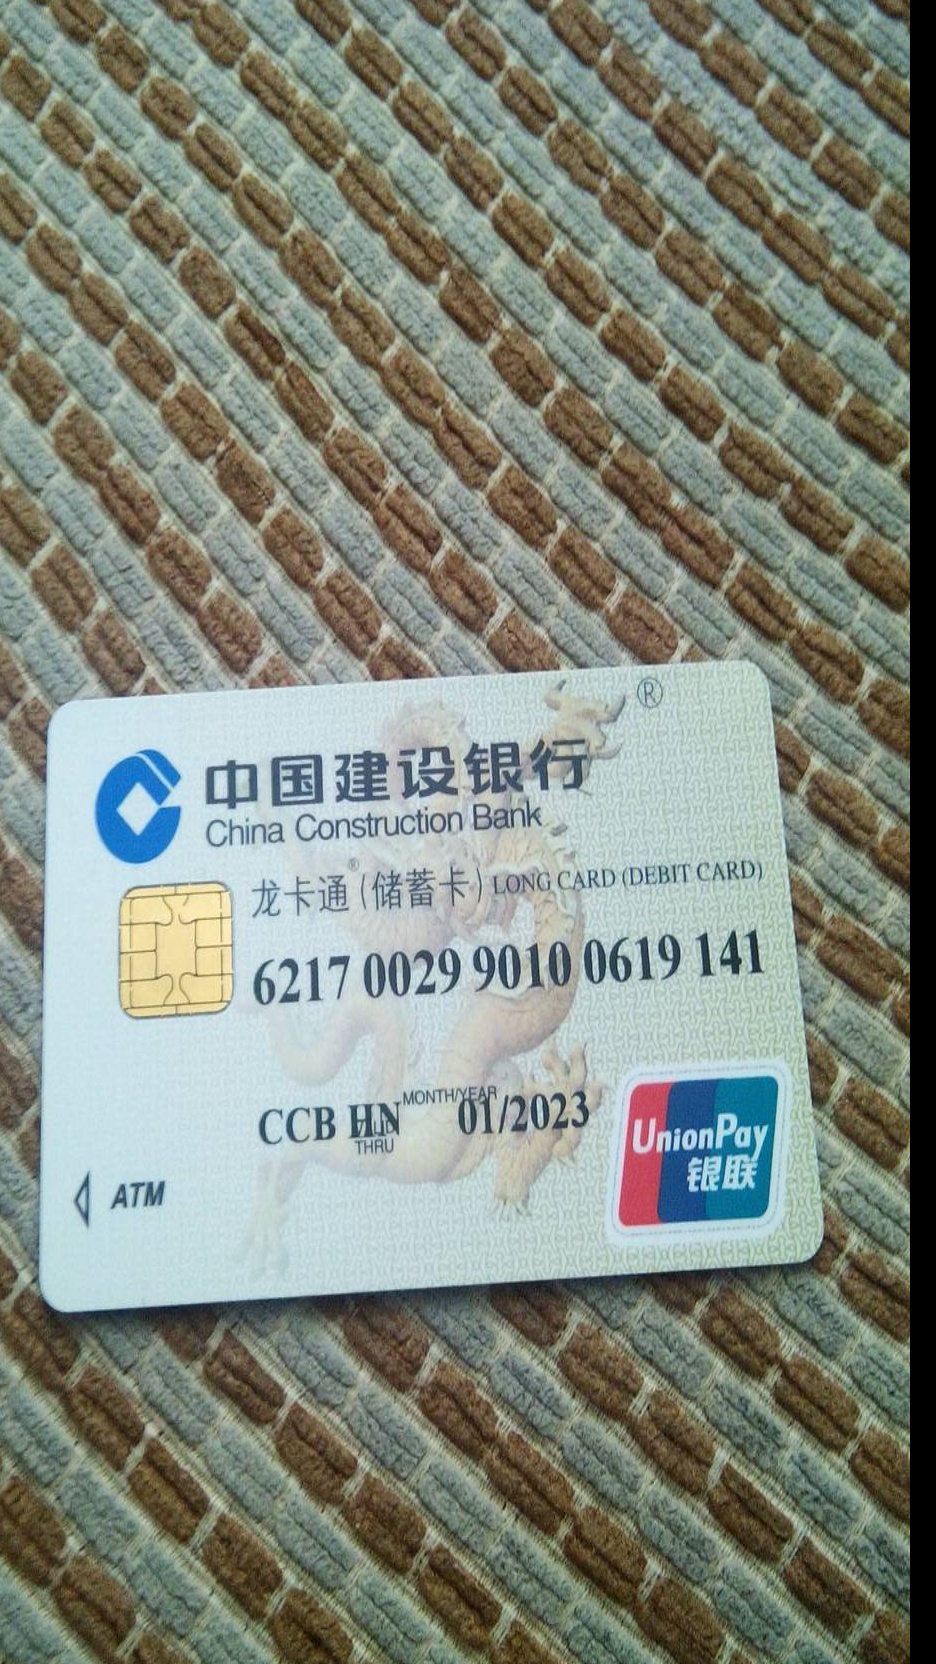 ®
中国建设银行
China Construction Bank
龙卡通®(储蓄卡) LONG CARD (DEBIT CARD)
6217 0029 9010 0619 141
MONTH/YEAR
CCB HN 01/2023
THRU
ATM
UnionPay
银联